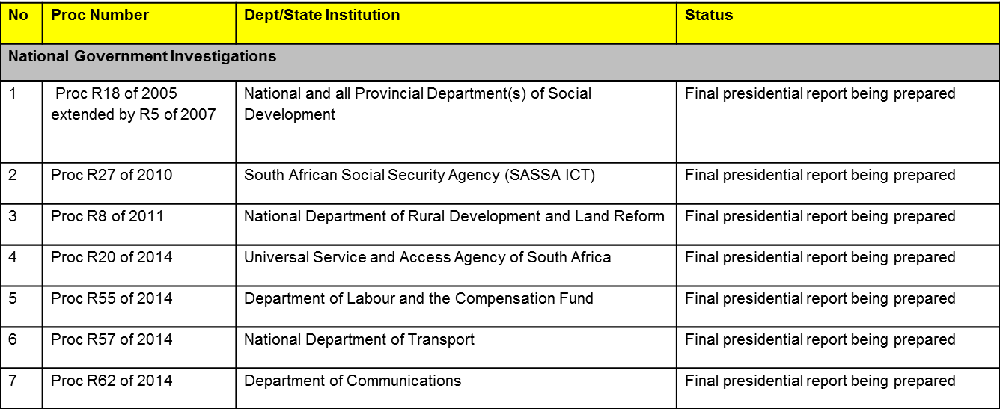 No Proc Number Dept/State Institution Status
National Government Investigations
1 Proc R18 of 2005 National and all Provincial Department(s) of Social Final presidential report being prepared
extended by R5 of 2007 Development
2 Proc R27 of 2010 South African Social Security Agency (SASSA ICT) Final presidential report being prepared
3 Proc R8 of 2011 National Department of Rural Development and Land Reform Final presidential report being prepared
4 Proc R20 of 2014 Universal Service and Access Agency of South Africa Final presidential report being prepared
5 Proc R55 of 2014 Department of Labour and the Compensation Fund Final presidential report being prepared
6 Proc R57 of 2014 National Department of Transport Final presidential report being prepared
7 Proc R62 of 2014 Department of Communications Final presidential report being prepared